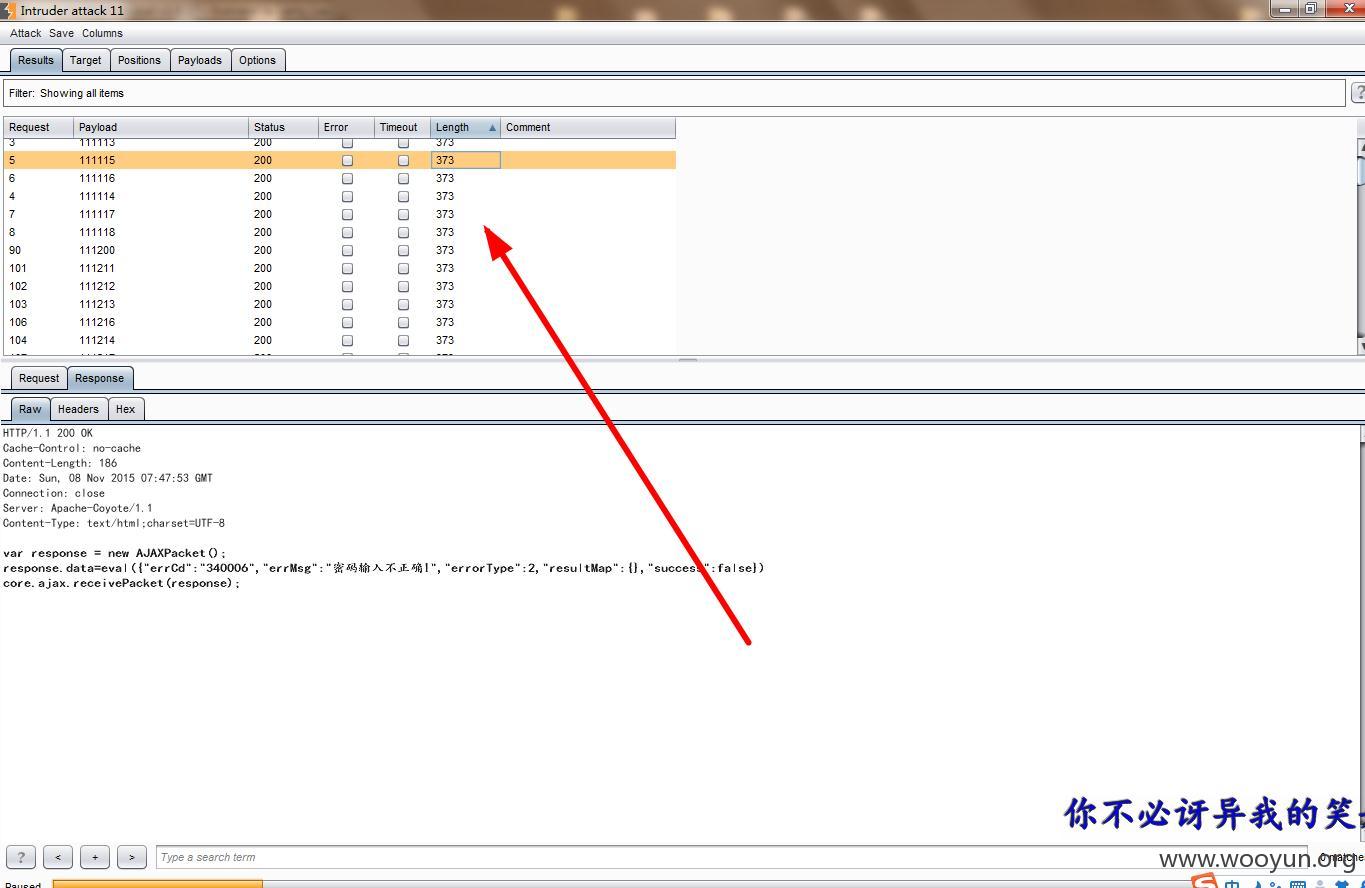 Intruder attack 11
Attack Save Columns
Results Target Positions Payloads Options
Filter: Showing all items
?
Request Payload Status Error Timeout Length Comment
3 111113 200 373
5 111115 200 373
6 111116 200 373
4 111114 200 373
7 111117 200 373
8 111118 200 373
90 111200 200 373
101 111211 200 373
102 111212 200 373
103 111213 200 373
106 111216 200 373
104 111214 200 373
Request Response
Raw Headers Hex
HTTP/1.1 200 OK
Cache-Control: no-cache
Content-Length: 186
Date: Sun, 08 Nov 2015 07:47:53 GMT
Connection: close
Server: Apache-Coyote/1.1
Content-Type: text/html;charset=UTF-8
var response = new AJAXPacket();
response.data=eval({"errCd":"340006","errMsg":"密码输入不正确!","errorType":2,"resultMap":{},"success":false})
core.ajax.receivePacket(response);
你不必讶异我的笑
? < + > Type a search term
www.wooyun.org
Paused
中